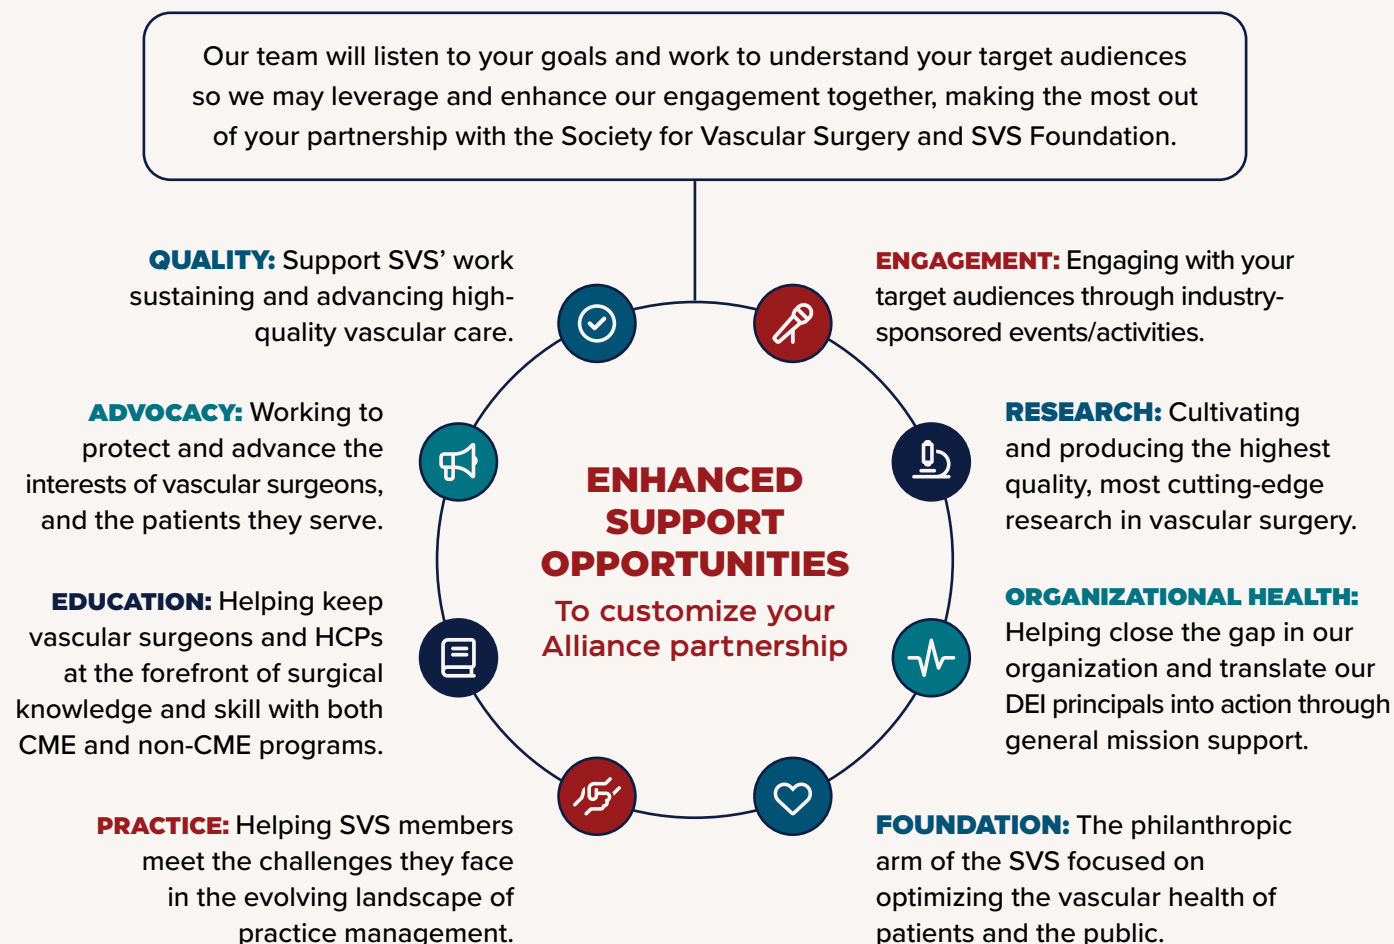 Our team will listen to your goals and work to understand your target audiences
so we may leverage and enhance our engagement together, making the most out
of your partnership with the Society for Vascular Surgery and SVS Foundation.
QUALITY: Support SVS’ work
sustaining and advancing high-
quality vascular care.
ENGAGEMENT: Engaging with your
target audiences through industry-
sponsored events/activities.
ADVOCACY: Working to
protect and advance the
interests of vascular surgeons,
and the patients they serve.
RESEARCH: Cultivating
and producing the highest
quality, most cutting-edge
research in vascular surgery.
ENHANCED
SUPPORT
OPPORTUNITIES
To customize your
Alliance partnership
EDUCATION: Helping keep
vascular surgeons and HCPs
at the forefront of surgical
knowledge and skill with both
CME and non-CME programs.
ORGANIZATIONAL HEALTH:
Helping close the gap in our
organization and translate our
DEI principals into action through
general mission support.
PRACTICE: Helping SVS members
meet the challenges they face
in the evolving landscape of
practice management.
FOUNDATION: The philanthropic
arm of the SVS focused on
optimizing the vascular health of
patients and the public.